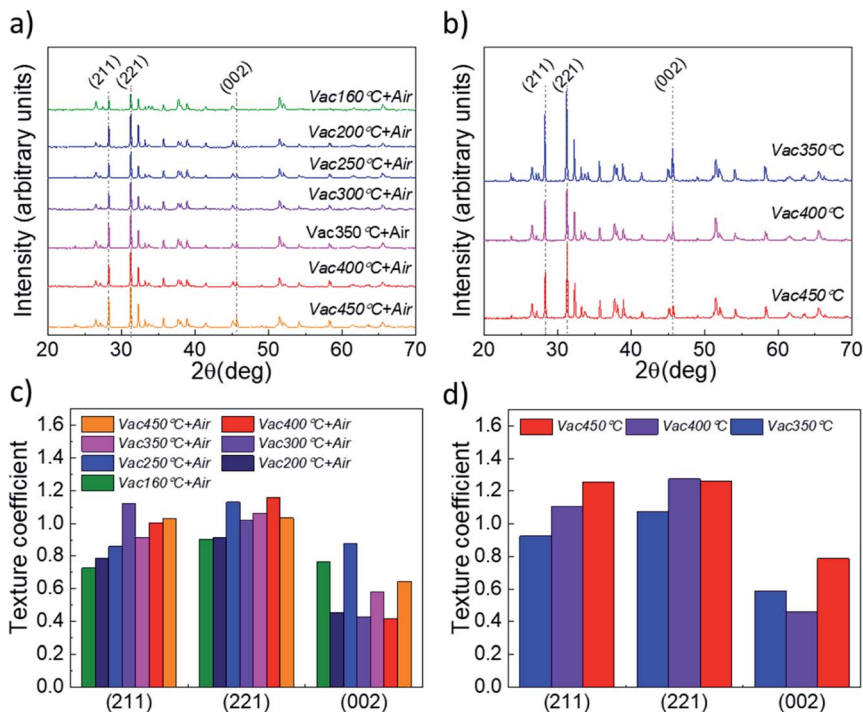 a)
(211)
(221)
(002)
Vac160°C+Air
Vac200°C+Air
Vac250°C+Air
Vac300°C+Air
Vac350°C+Air
Vac400°C+Air
Vac450°C+Air
Intensity (arbitrary units)
20 30 40 50 60 70
2θ(deg)
b)
(211)
(221)
(002)
Vac350°C
Vac400°C
Vac450°C
Intensity (arbitrary units)
20 30 40 50 60 70
2θ(deg)
c)
Texture coefficient
1.6
1.4
1.2
1.0
0.8
0.6
0.4
0.2
0.0
Vac450°C+Air Vac400°C+Air
Vac350°C+Air Vac300°C+Air
Vac250°C+Air Vac200°C+Air
Vac160°C+Air
(211) (221) (002)
d)
Texture coefficient
1.6
1.4
1.2
1.0
0.8
0.6
0.4
0.2
0.0
Vac450°C Vac400°C Vac350°C
(211) (221) (002)